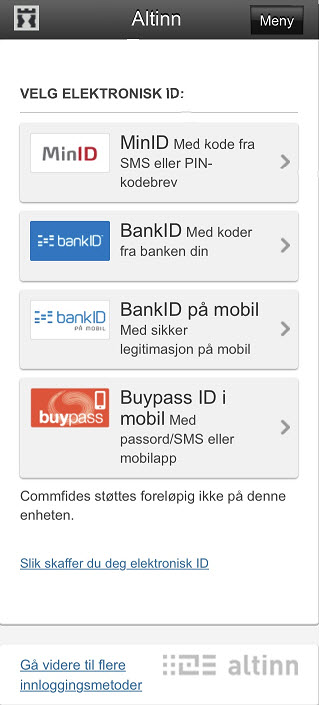 Altinn
Meny
VELG ELEKTRONISK ID:
MinID
MinID Med kode fra
SMS eller PIN-
kodebrev
bankID
BankID Med koder
fra banken din
bankID
PÅ MOBIL
BankID på mobil
Med sikker
legitimasjon på mobil
buypass
Buypass ID i
mobil Med
passord/SMS eller
mobilapp
Commfides støttes foreløpig ikke på denne
enheten.
Slik skaffer du deg elektronisk ID
Gå videre til flere
innloggingsmetoder
altinn